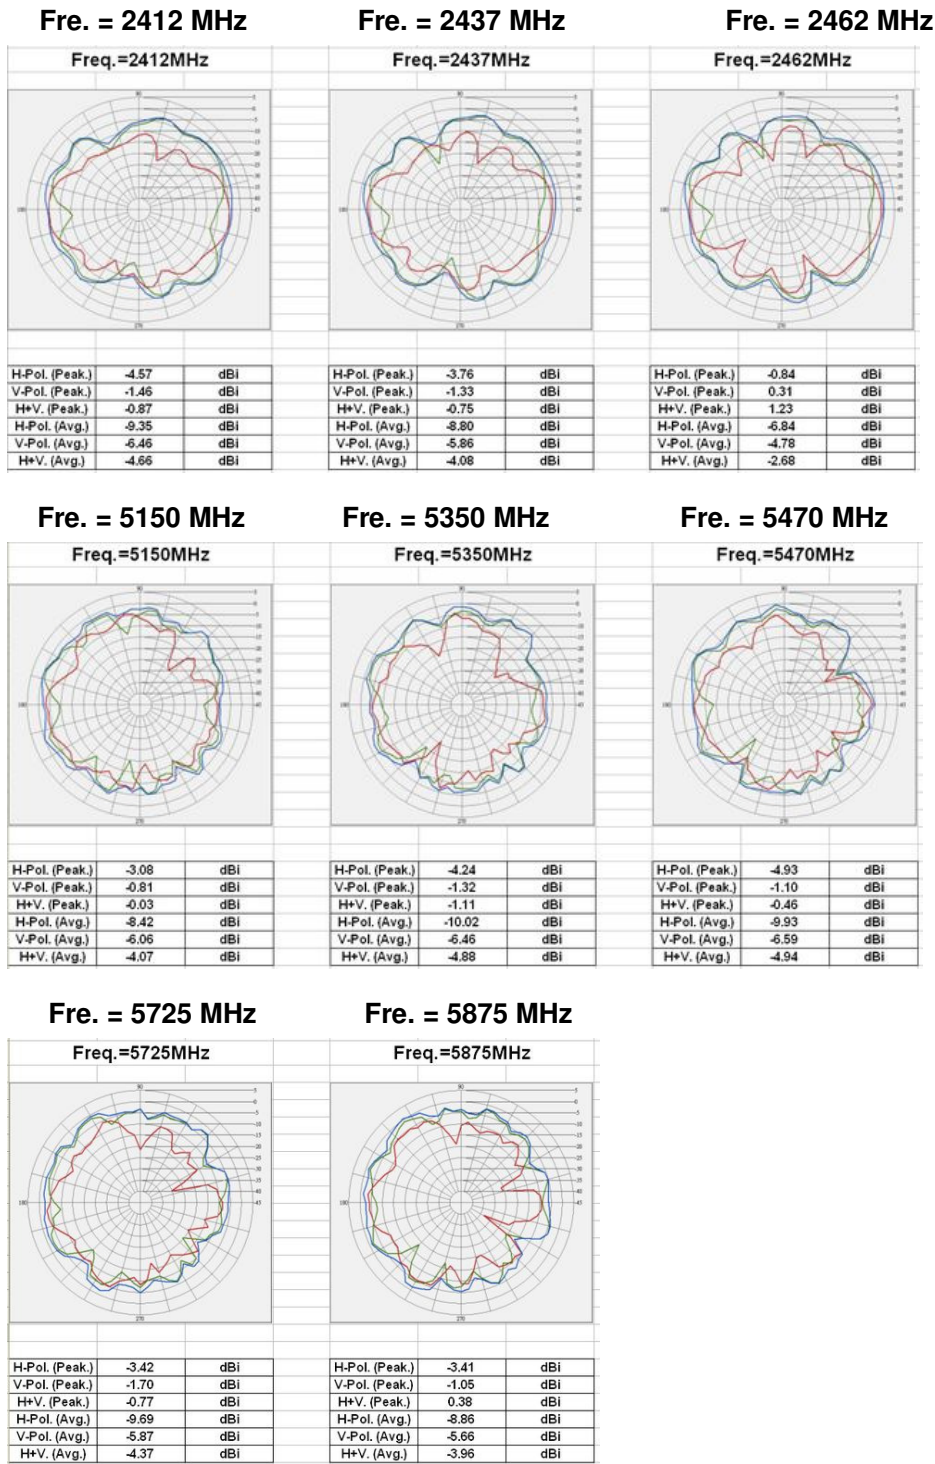 Fre. = 2412 MHz Fre. = 2437 MHz Fre. = 2462 MHz
Freq.=2412MHz Freq.=2437MHz Freq.=2462MHz
H-Pol. (Peak.) -4.57 dBi H-Pol. (Peak.) -3.76 dBi H-Pol. (Peak.) -0.84 dBi
V-Pol. (Peak.) -1.46 dBi V-Pol. (Peak.) -1.33 dBi V-Pol. (Peak.) 0.31 dBi
H+V. (Peak.) -0.87 dBi H+V. (Peak.) -0.75 dBi H+V. (Peak.) 1.23 dBi
H-Pol. (Avg.) -9.35 dBi H-Pol. (Avg.) -8.80 dBi H-Pol. (Avg.) -6.84 dBi
V-Pol. (Avg.) -6.46 dBi V-Pol. (Avg.) -5.86 dBi V-Pol. (Avg.) -4.78 dBi
H+V. (Avg.) -4.66 dBi H+V. (Avg.) -4.08 dBi H+V. (Avg.) -2.68 dBi
Fre. = 5150 MHz Fre. = 5350 MHz Fre. = 5470 MHz
Freq.=5150MHz Freq.=5350MHz Freq.=5470MHz
H-Pol. (Peak.) -3.08 dBi H-Pol. (Peak.) -4.24 dBi H-Pol. (Peak.) -4.93 dBi
V-Pol. (Peak.) -0.81 dBi V-Pol. (Peak.) -1.32 dBi V-Pol. (Peak.) -1.10 dBi
H+V. (Peak.) -0.03 dBi H+V. (Peak.) -1.11 dBi H+V. (Peak.) -0.46 dBi
H-Pol. (Avg.) -8.42 dBi H-Pol. (Avg.) -10.02 dBi H-Pol. (Avg.) -9.93 dBi
V-Pol. (Avg.) -6.06 dBi V-Pol. (Avg.) -6.46 dBi V-Pol. (Avg.) -6.59 dBi
H+V. (Avg.) -4.07 dBi H+V. (Avg.) -4.88 dBi H+V. (Avg.) -4.94 dBi
Fre. = 5725 MHz Fre. = 5875 MHz
Freq.=5725MHz Freq.=5875MHz
H-Pol. (Peak.) -3.42 dBi H-Pol. (Peak.) -3.41 dBi
V-Pol. (Peak.) -1.70 dBi V-Pol. (Peak.) -1.05 dBi
H+V. (Peak.) -0.77 dBi H+V. (Peak.) 0.38 dBi
H-Pol. (Avg.) -9.69 dBi H-Pol. (Avg.) -8.86 dBi
V-Pol. (Avg.) -5.87 dBi V-Pol. (Avg.) -5.66 dBi
H+V. (Avg.) -4.37 dBi H+V. (Avg.) -3.96 dBi